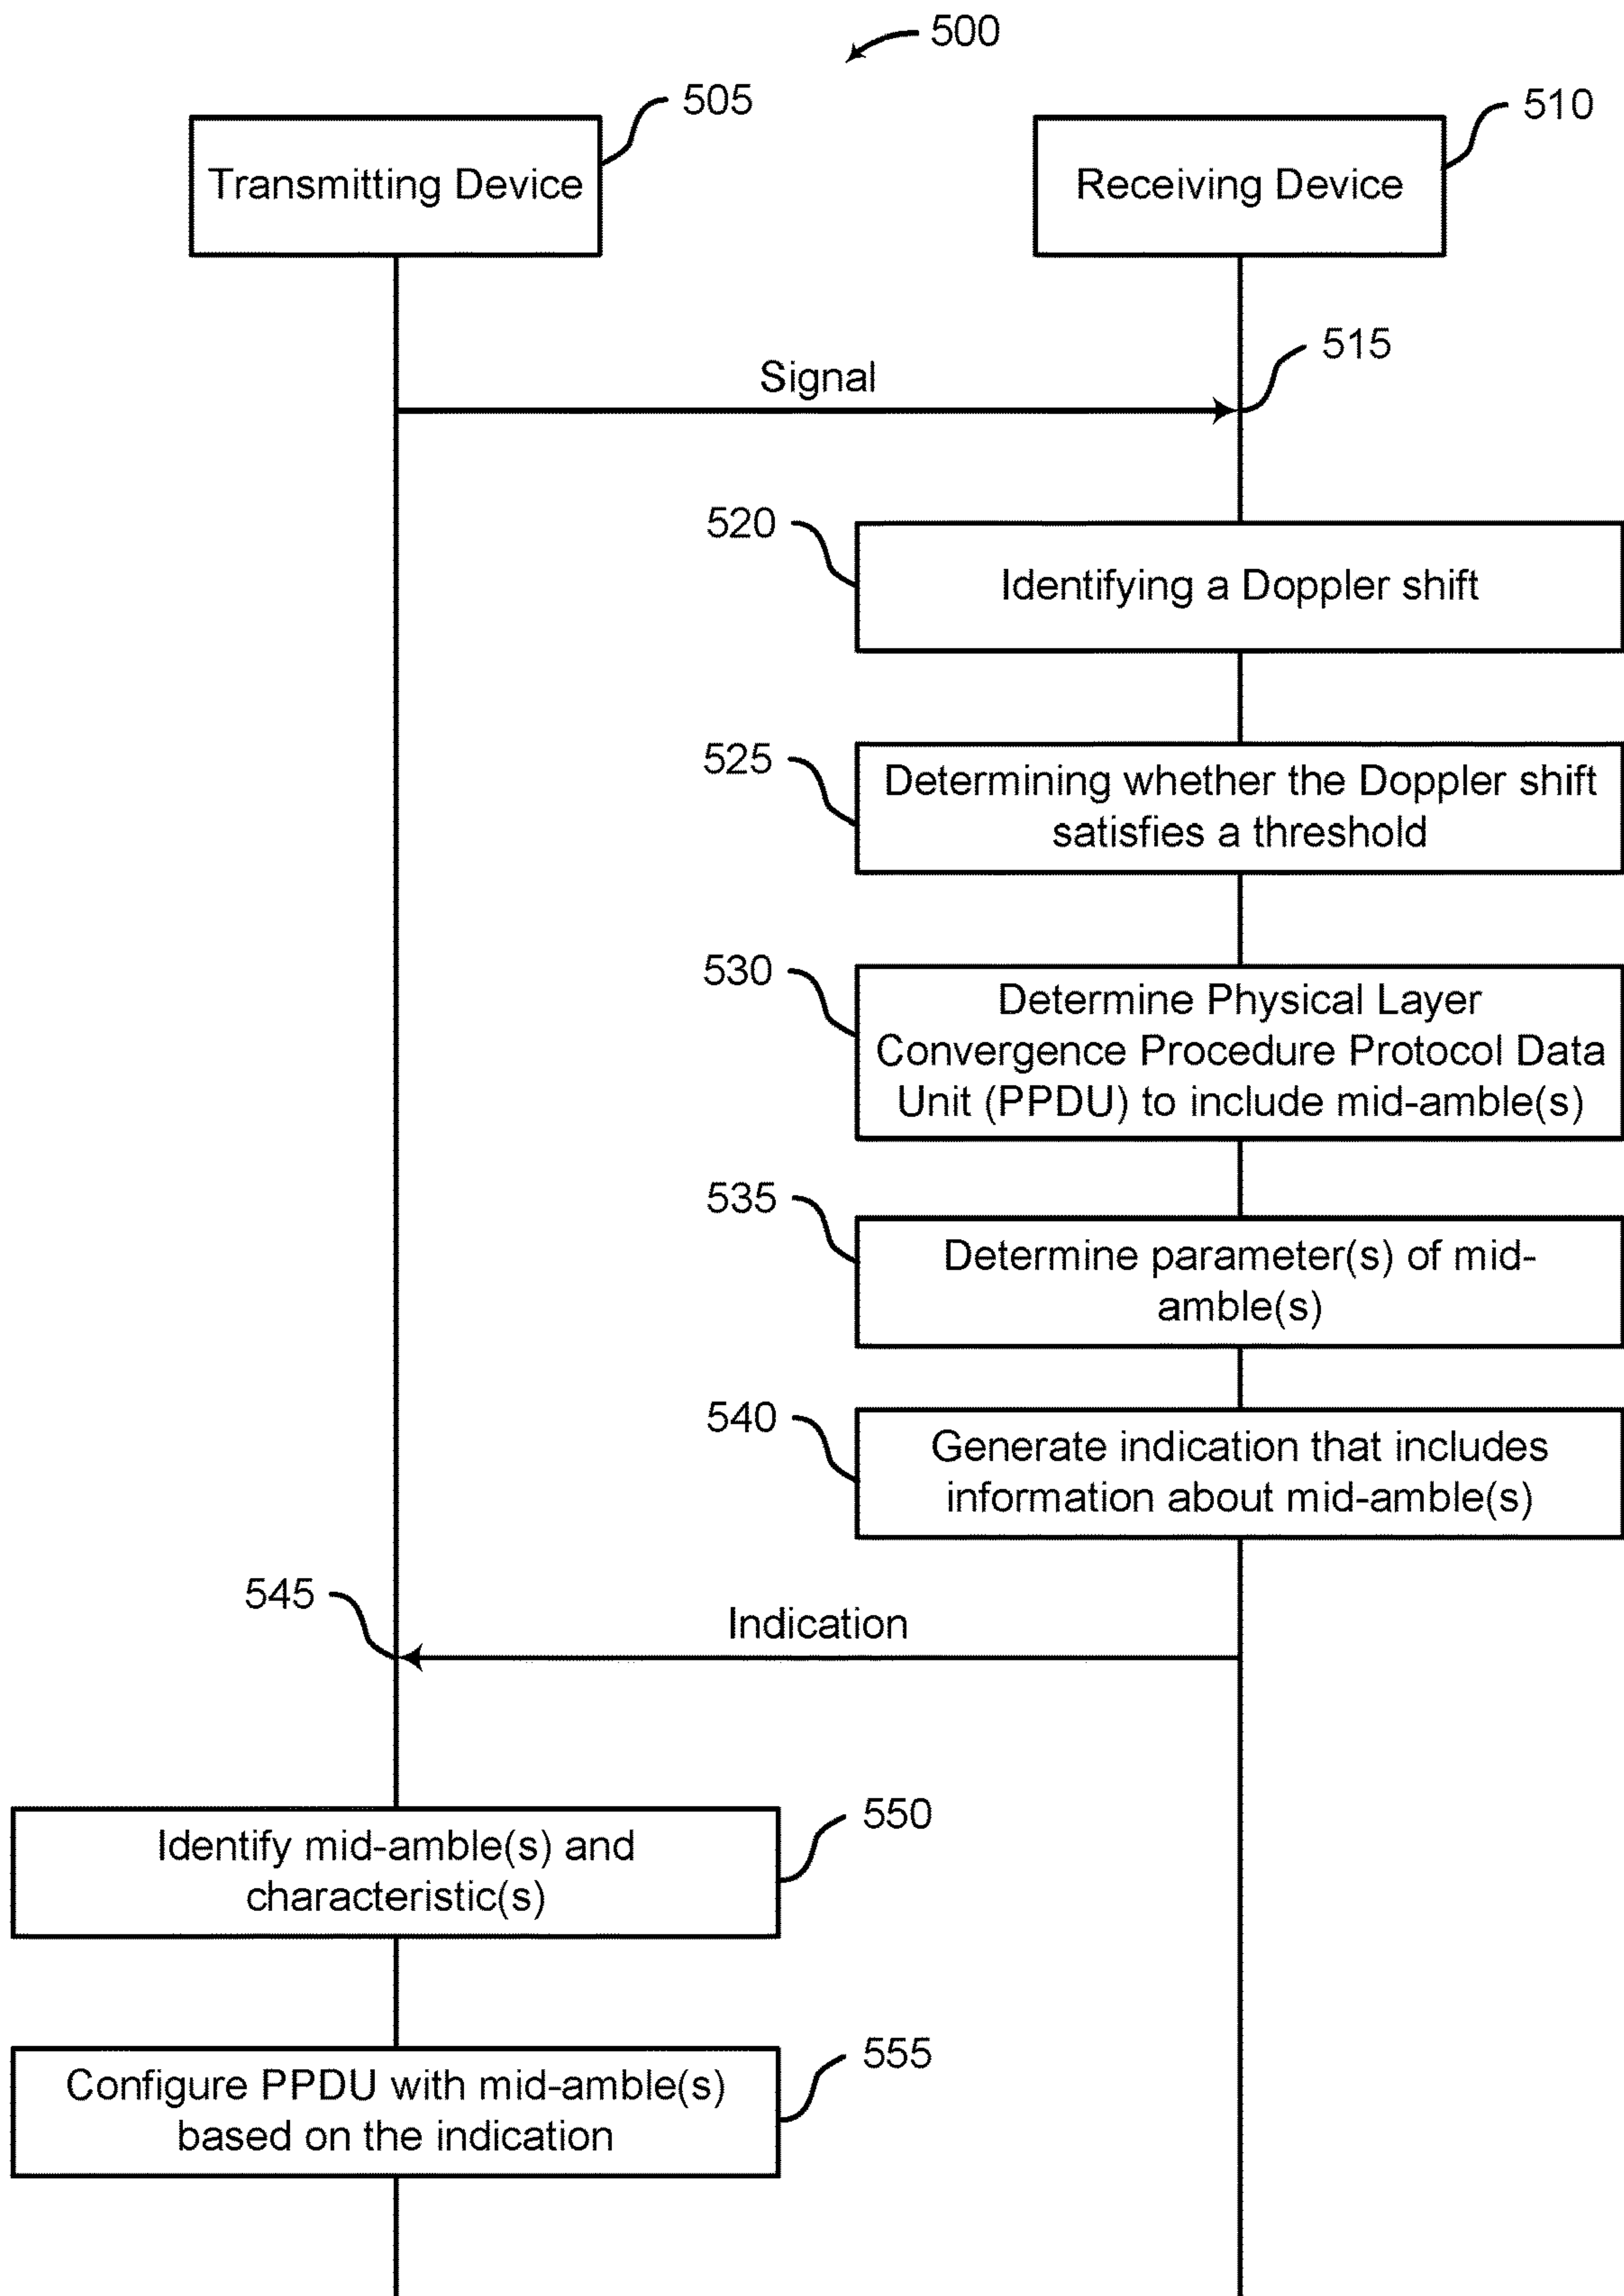 500
505
510
Transmitting Device
Receiving Device
515
Signal
520
Identifying a Doppler shift
525
Determining whether the Doppler shift
satisfies a threshold
530
Determine Physical Layer
Convergence Procedure Protocol Data
Unit (PPDU) to include mid-amble(s)
535
Determine parameter(s) of mid-
amble(s)
540
Generate indication that includes
information about mid-amble(s)
545
Indication
550
Identify mid-amble(s) and
characteristic(s)
555
Configure PPDU with mid-amble(s)
based on the indication